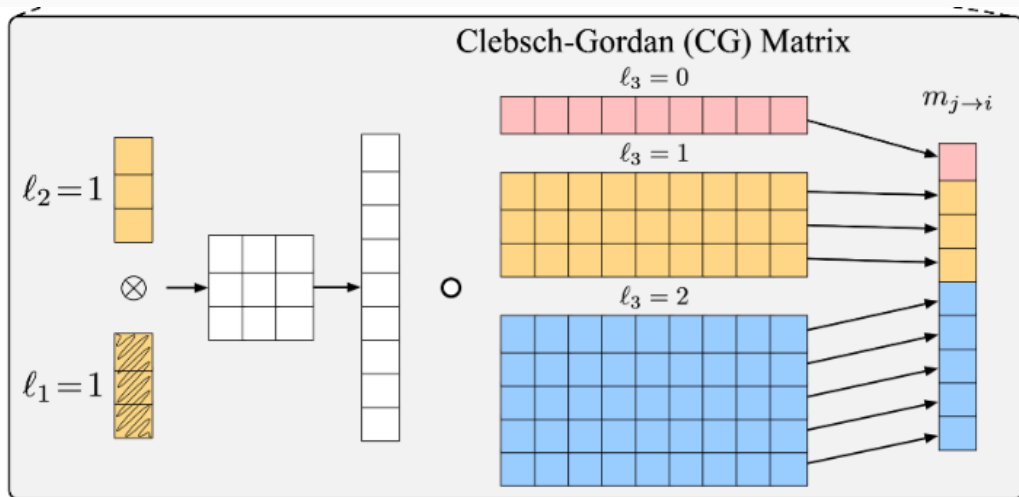 Clebsch-Gordan (CG) Matrix
ℓ₃ = 0
m_{j→i}
ℓ₂ = 1
ℓ₃ = 1
⊗
ℓ₃ = 2
ℓ₁ = 1